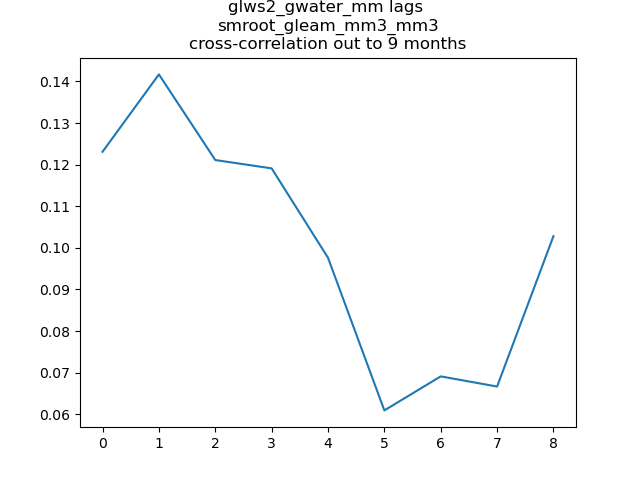 glws2_gwater_mm lags
smroot_gleam_mm3_mm3
cross-correlation out to 9 months
0.14
0.13
0.12
0.11
0.10
0.09
0.08
0.07
0.06
0 1 2 3 4 5 6 7 8